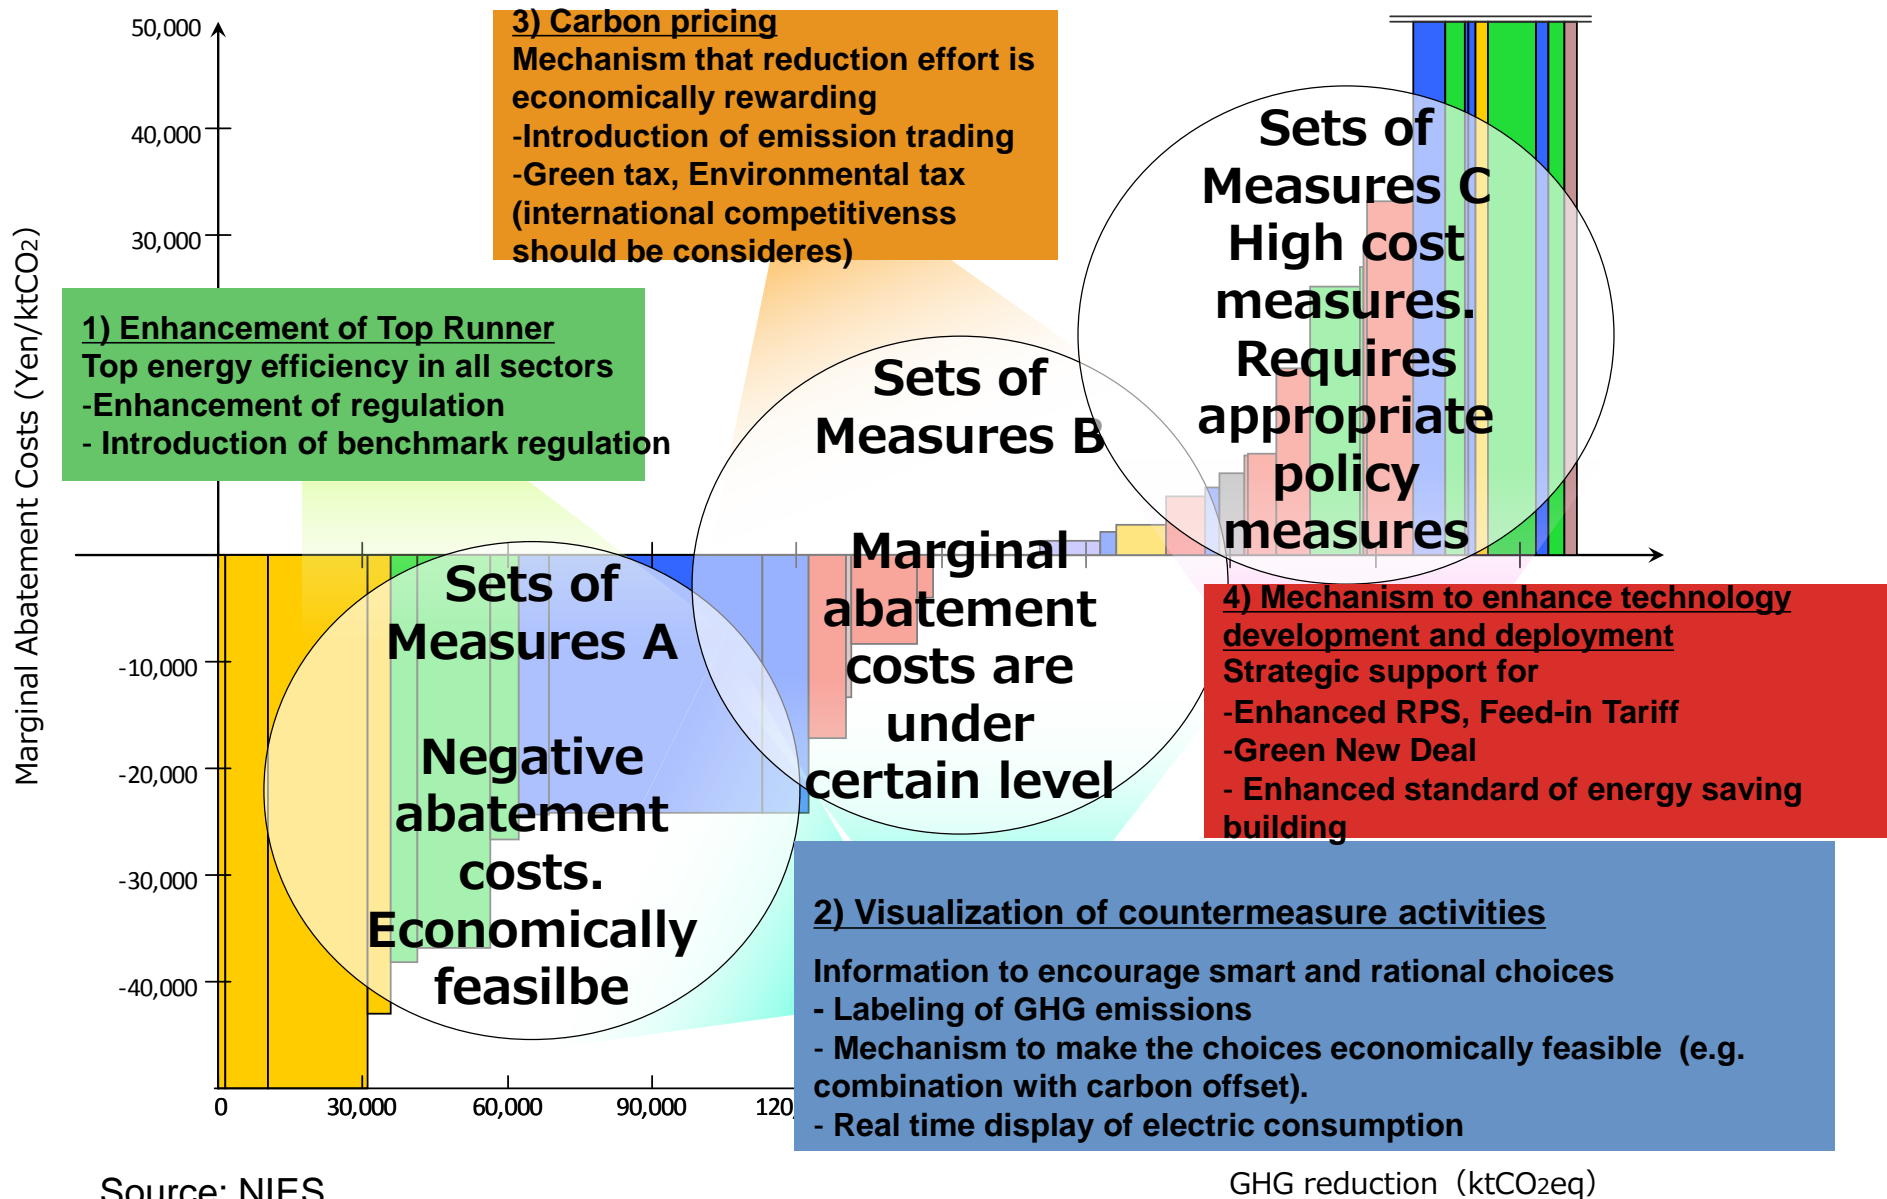 50,000
40,000
30,000
-10,000
-20,000
-30,000
-40,000
Marginal Abatement Costs (Yen/ktCO2)
3) Carbon pricing
Mechanism that reduction effort is
economically rewarding
-Introduction of emission trading
-Green tax, Environmental tax
(international competitivenss
should be consideres)
1) Enhancement of Top Runner
Top energy efficiency in all sectors
-Enhancement of regulation
- Introduction of benchmark regulation
Sets of
Measures A
Negative
abatement
costs.
Economically
feasilbe
Sets of
Measures B
Marginal
abatement
costs are
under
certain level
Sets of
Measures C
High cost
measures.
Requires
appropriate
policy
measures
4) Mechanism to enhance technology
development and deployment
Strategic support for
-Enhanced RPS, Feed-in Tariff
-Green New Deal
- Enhanced standard of energy saving
building
2) Visualization of countermeasure activities
Information to encourage smart and rational choices
- Labeling of GHG emissions
- Mechanism to make the choices economically feasible (e.g.
combination with carbon offset).
- Real time display of electric consumption
0 30,000 60,000 90,000 120,
GHG reduction (ktCO2eq)
Source: NIES